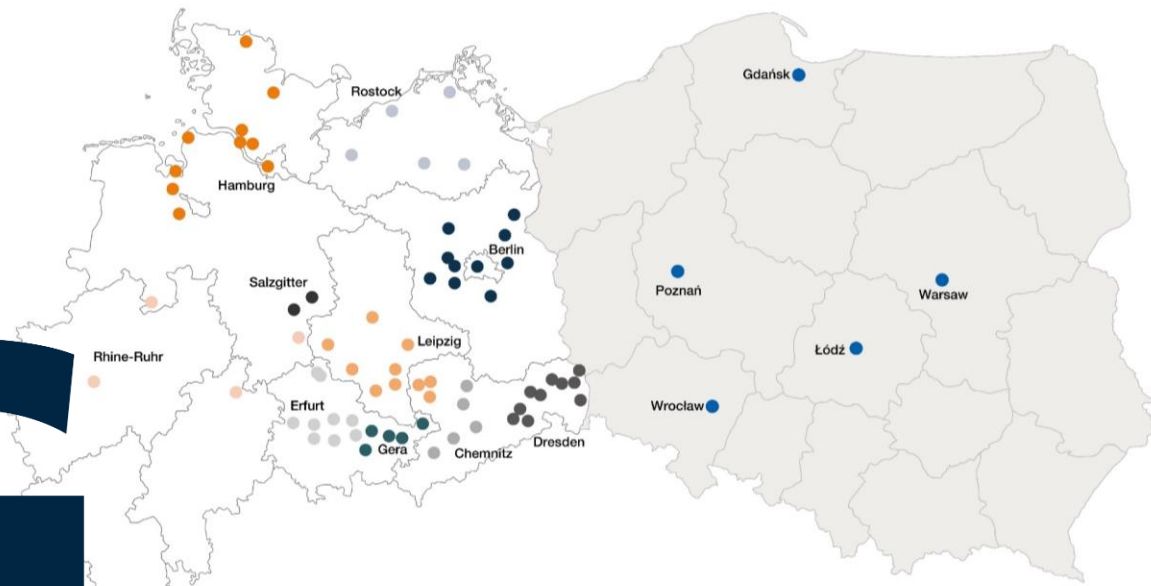 Gdańsk
Rostock
Hamburg
Berlin
Salzgitter
Poznań
Warsaw
Leipzig
Łódź
Rhine-Ruhr
Erfurt
Wrocław
Dresden
Gera
Chemnitz